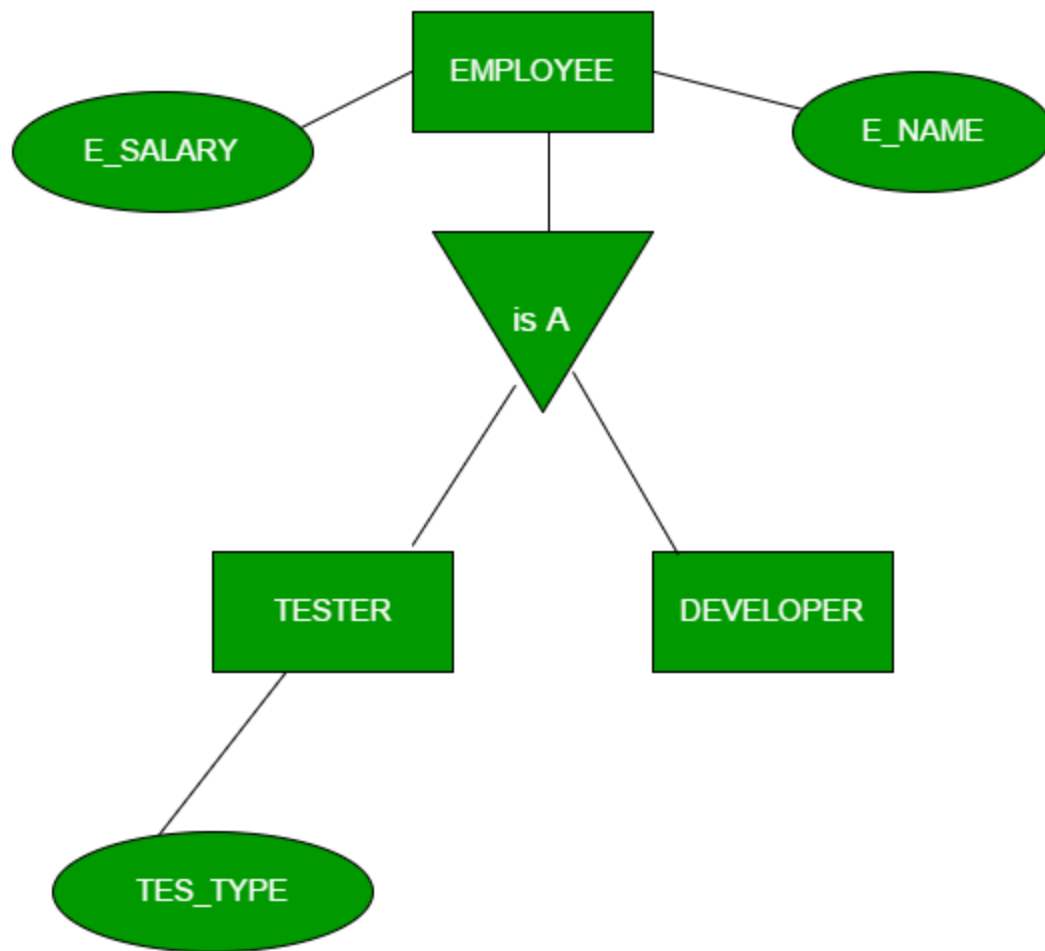 EMPLOYEE
E_SALARY
E_NAME
is A
TESTER
DEVELOPER
TES_TYPE